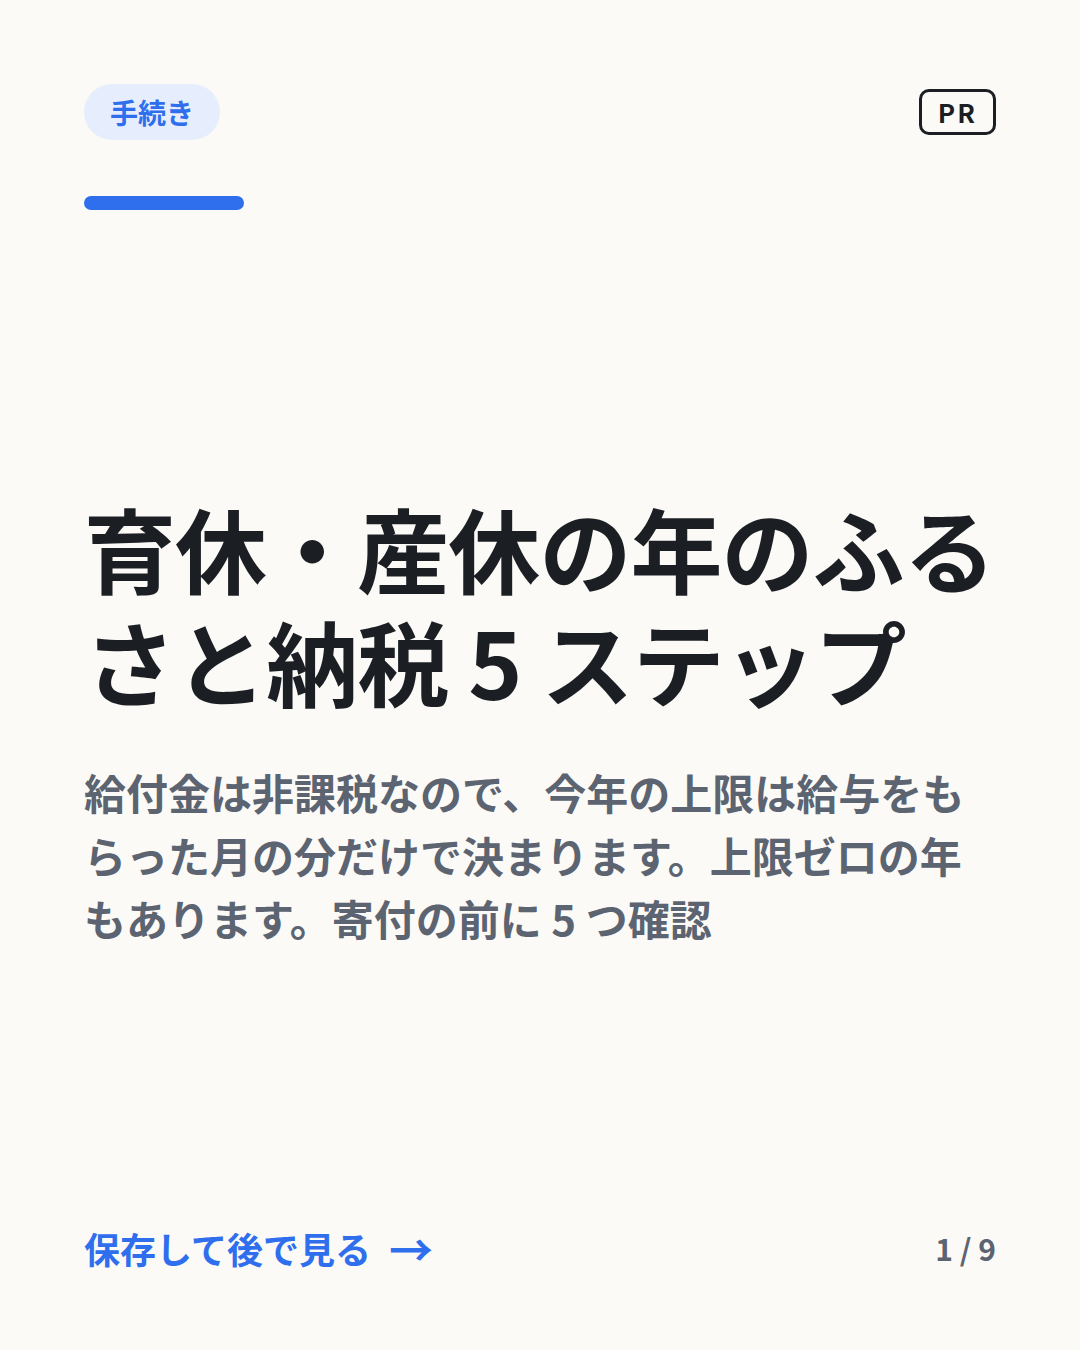 手続き
PR
育休・産休の年のふる
さと納税 5 ステップ
給付金は非課税なので、今年の上限は給与をも
らった月の分だけで決まります。上限ゼロの年
もあります。寄付の前に 5 つ確認
保存して後で見る →
1 / 9